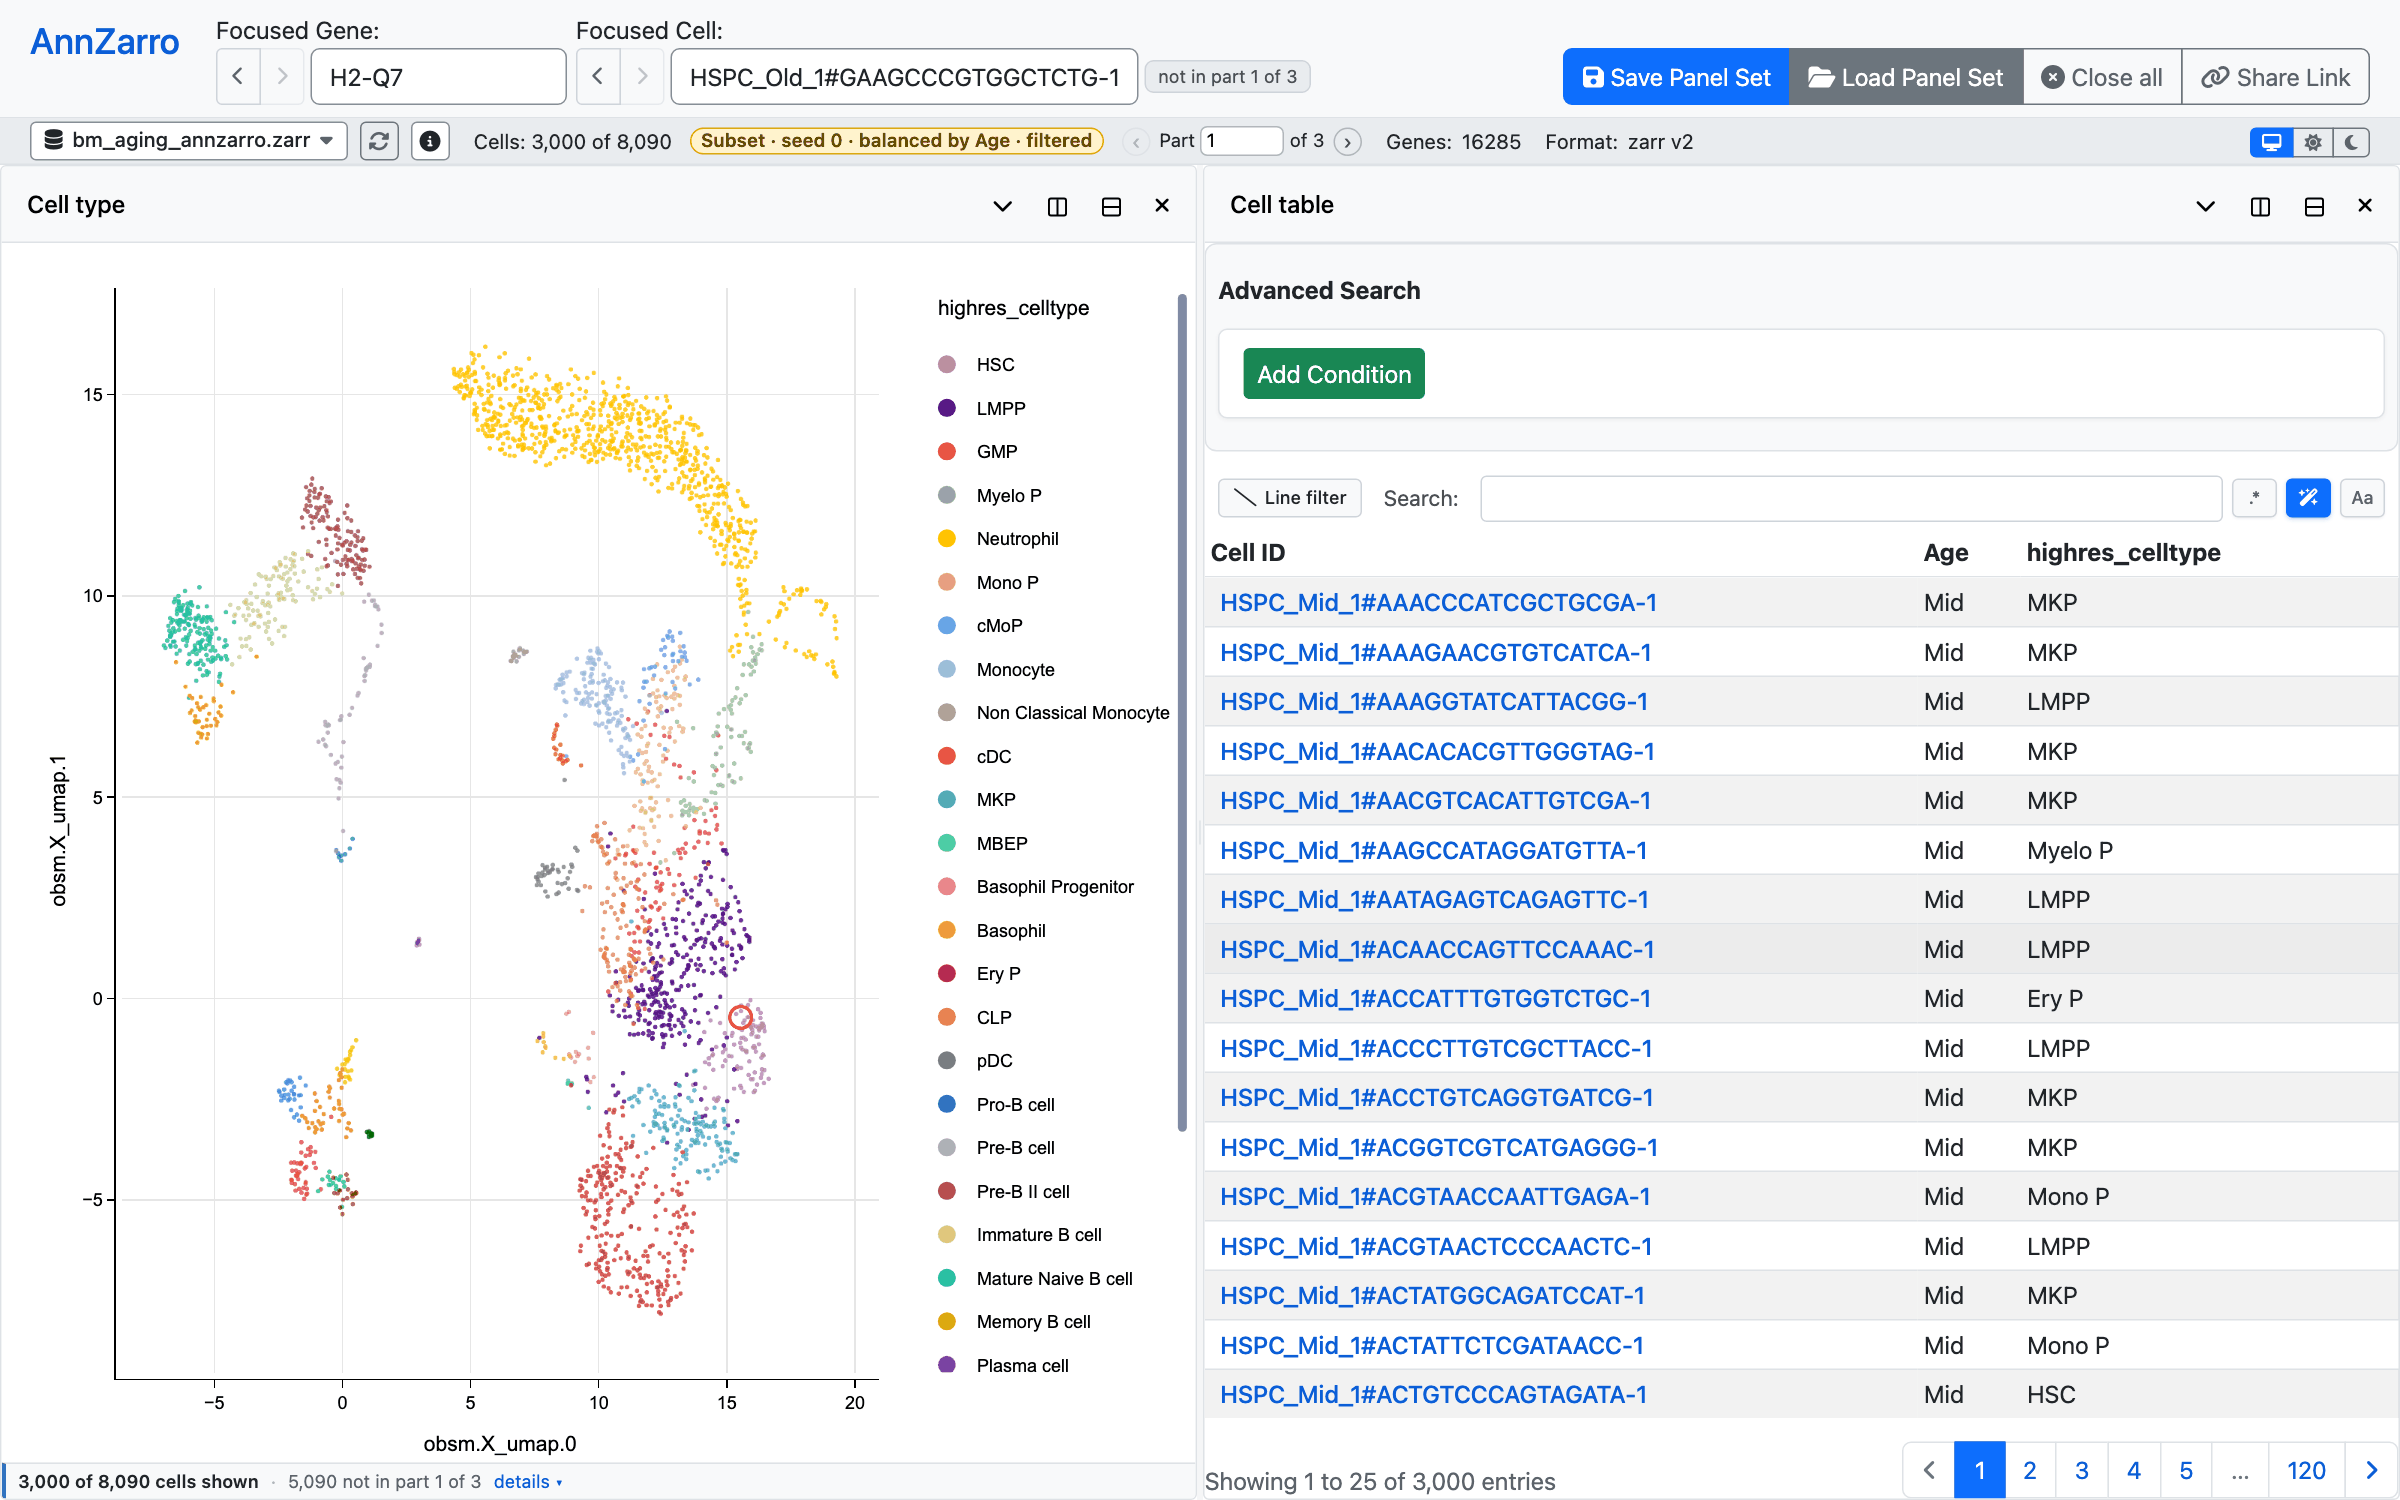 AnnZarro
Focused Gene:
H2-Q7
Focused Cell:
HSPC_Old_1#GAAGCCCGTGGCTCTG-1
not in part 1 of 3
Save Panel Set
Load Panel Set
Close all
Share Link
bm_aging_annzarro.zarr
Cells: 3,000 of 8,090
Subset · seed 0 · balanced by Age · filtered
Part 1 of 3
Genes: 16285
Format: zarr v2
Cell type
15
10
5
0
−5
−5
0
5
10
15
20
obsm.X_umap.1
obsm.X_umap.0
highres_celltype
HSC
LMPP
GMP
Myelo P
Neutrophil
Mono P
cMoP
Monocyte
Non Classical Monocyte
cDC
MKP
MBEP
Basophil Progenitor
Basophil
Ery P
CLP
pDC
Pro-B cell
Pre-B cell
Pre-B II cell
Immature B cell
Mature Naive B cell
Memory B cell
Plasma cell
3,000 of 8,090 cells shown · 5,090 not in part 1 of 3 details
Cell table
Advanced Search
Add Condition
Line filter
Search:
.*
Aa
Cell ID Age highres_celltype
HSPC_Mid_1#AAACCCATCGCTGCGA-1 Mid MKP
HSPC_Mid_1#AAAGAACGTGTCATCA-1 Mid MKP
HSPC_Mid_1#AAAGGTATCATTACGG-1 Mid LMPP
HSPC_Mid_1#AACACACGTTGGGTAG-1 Mid MKP
HSPC_Mid_1#AACGTCACATTGTCGA-1 Mid MKP
HSPC_Mid_1#AAGCCATAGGATGTTA-1 Mid Myelo P
HSPC_Mid_1#AATAGAGTCAGAGTTC-1 Mid LMPP
HSPC_Mid_1#ACAACCAGTTCCAAAC-1 Mid LMPP
HSPC_Mid_1#ACCATTTGTGGTCTGC-1 Mid Ery P
HSPC_Mid_1#ACCCTTGTCGCTTACC-1 Mid LMPP
HSPC_Mid_1#ACCTGTCAGGTGATCG-1 Mid MKP
HSPC_Mid_1#ACGGTCGTCATGAGGG-1 Mid MKP
HSPC_Mid_1#ACGTAACCAATTGAGA-1 Mid Mono P
HSPC_Mid_1#ACGTAACTCCCAACTC-1 Mid LMPP
HSPC_Mid_1#ACTATGGCAGATCCAT-1 Mid MKP
HSPC_Mid_1#ACTATTCTCGATAACC-1 Mid Mono P
HSPC_Mid_1#ACTGTCCCAGTAGATA-1 Mid HSC
Showing 1 to 25 of 3,000 entries
1 2 3 4 5 ... 120